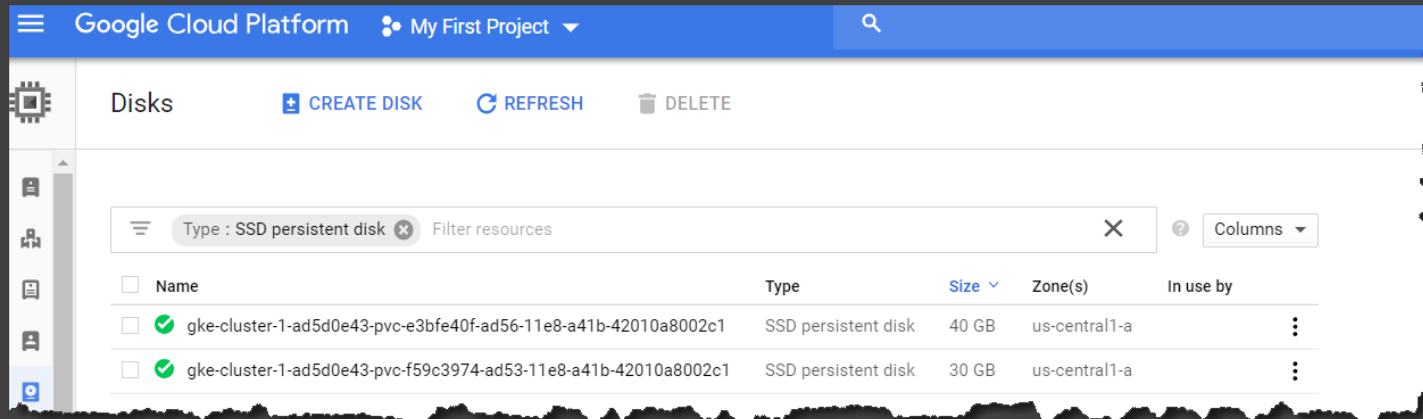 Google Cloud Platform My First Project
Disks CREATE DISK REFRESH DELETE
Type : SSD persistent disk Filter resources Columns
Name Type Size Zone(s) In use by
gke-cluster-1-ad5d0e43-pvc-e3bfe40f-ad56-11e8-a41b-42010a8002c1 SSD persistent disk 40 GB us-central1-a
gke-cluster-1-ad5d0e43-pvc-f59c3974-ad53-11e8-a41b-42010a8002c1 SSD persistent disk 30 GB us-central1-a